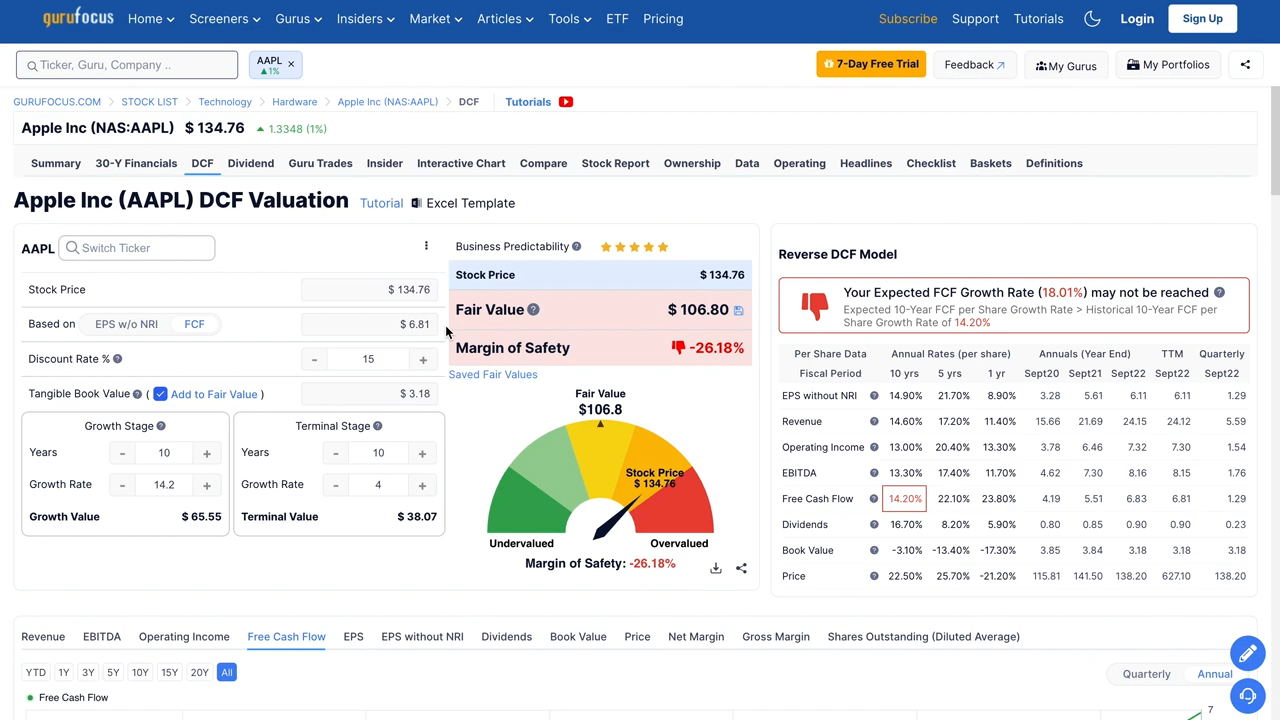 gurufocus Home Screeners Gurus Insiders Market Articles Tools ETF Pricing Subscribe Support Tutorials Login Sign Up
Ticker, Guru, Company .. AAPL × ▲1% 7-Day Free Trial Feedback My Gurus My Portfolios
GURUFOCUS.COM > STOCK LIST > Technology > Hardware > Apple Inc (NAS:AAPL) > DCF Tutorials
Apple Inc (NAS:AAPL) $ 134.76 ▲ 1.3348 (1%)
Summary 30-Y Financials DCF Dividend Guru Trades Insider Interactive Chart Compare Stock Report Ownership Data Operating Headlines Checklist Baskets Definitions
Apple Inc (AAPL) DCF Valuation Tutorial Excel Template
AAPL Switch Ticker
Stock Price $ 134.76
Based on EPS w/o NRI FCF $ 6.81
Discount Rate % - 15 +
Tangible Book Value ( Add to Fair Value ) $ 3.18
Growth Stage
Years - 10 +
Growth Rate - 14.2 +
Growth Value $ 65.55
Terminal Stage
Years - 10 +
Growth Rate - 4 +
Terminal Value $ 38.07
Business Predictability ★★★★★
Stock Price $ 134.76
Fair Value $ 106.80
Margin of Safety -26.18%
Saved Fair Values
Fair Value
$106.8
Stock Price
$ 134.76
Undervalued Overvalued
Margin of Safety: -26.18%
Reverse DCF Model
Your Expected FCF Growth Rate (18.01%) may not be reached
Expected 10-Year FCF per Share Growth Rate > Historical 10-Year FCF per
Share Growth Rate of 14.20%
Per Share Data Annual Rates (per share) Annuals (Year End) TTM Quarterly
Fiscal Period 10 yrs 5 yrs 1 yr Sept20 Sept21 Sept22 Sept22 Sept22
EPS without NRI 14.90% 21.70% 8.90% 3.28 5.61 6.11 6.11 1.29
Revenue 14.60% 17.20% 11.40% 15.66 21.69 24.15 24.12 5.59
Operating Income 13.00% 20.40% 13.30% 3.78 6.46 7.32 7.30 1.54
EBITDA 13.30% 17.40% 11.70% 4.62 7.30 8.16 8.15 1.76
Free Cash Flow 14.20% 22.10% 23.80% 4.19 5.51 6.83 6.81 1.29
Dividends 16.70% 8.20% 5.90% 0.80 0.85 0.90 0.90 0.23
Book Value -3.10% -13.40% -17.30% 3.85 3.84 3.18 3.18 3.18
Price 22.50% 25.70% -21.20% 115.81 141.50 138.20 627.10 138.20
Revenue EBITDA Operating Income Free Cash Flow EPS EPS without NRI Dividends Book Value Price Net Margin Gross Margin Shares Outstanding (Diluted Average)
YTD 1Y 3Y 5Y 10Y 15Y 20Y All Quarterly Annual
Free Cash Flow
7